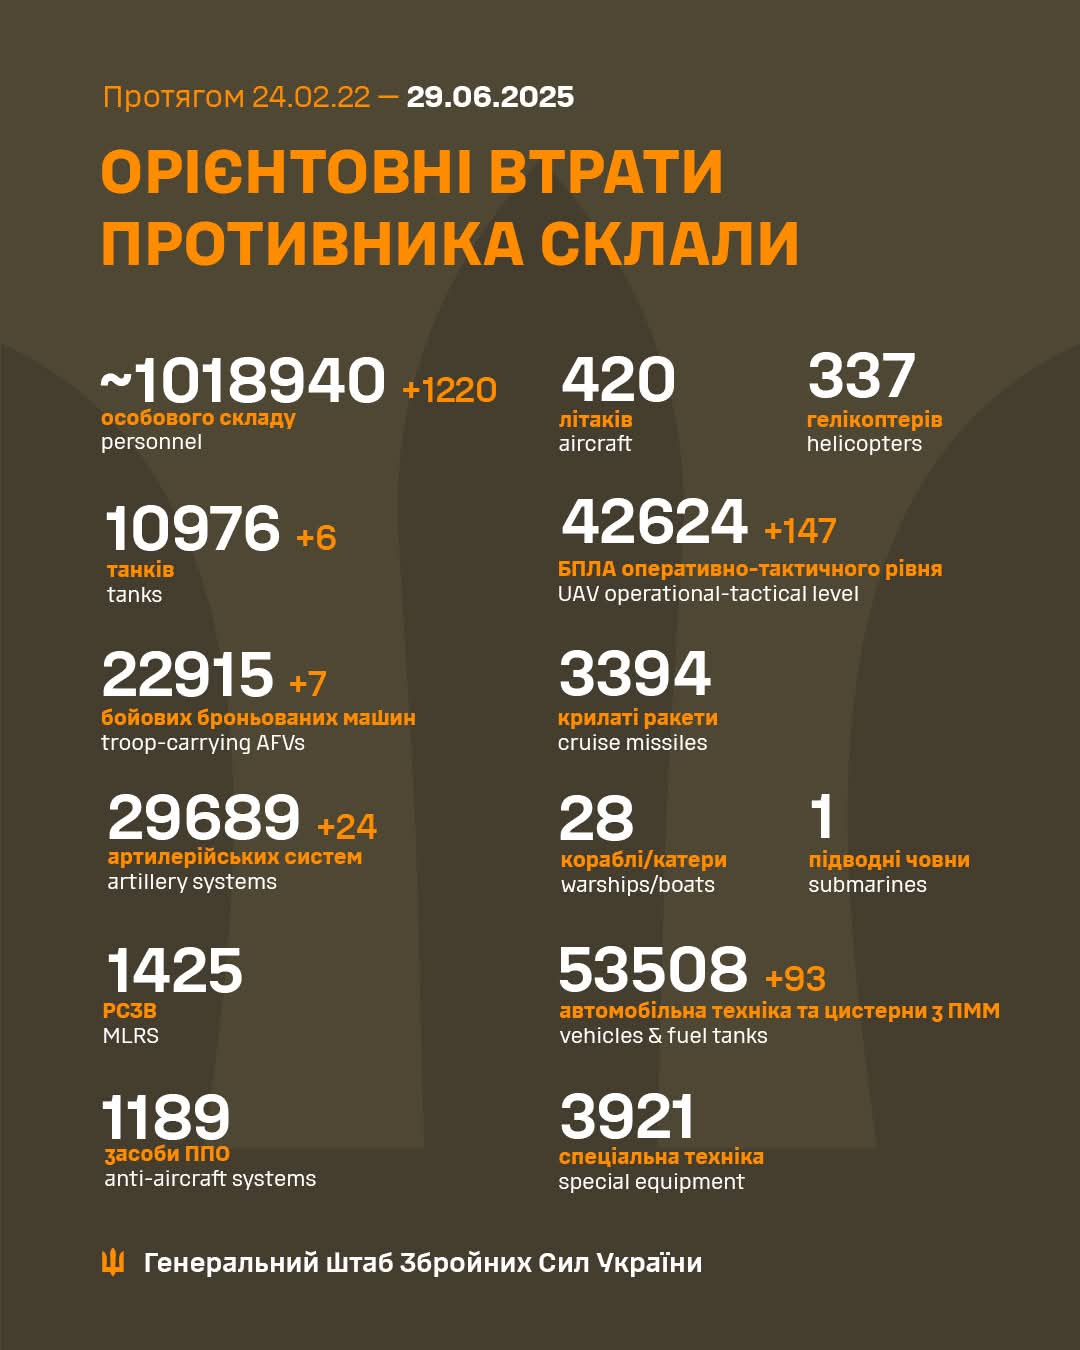 Протягом 24.02.22 — 29.06.2025
ОРІЄНТОВНІ ВТРАТИ
ПРОТИВНИКА СКЛАЛИ
~1018940 +1220
особового складу
personnel
420
літаків
aircraft
337
гелікоптерів
helicopters
10976 +6
танків
tanks
42624 +147
БПЛА оперативно-тактичного рівня
UAV operational-tactical level
22915 +7
бойових броньованих машин
troop-carrying AFVs
3394
крилаті ракети
cruise missiles
29689 +24
артилерійських систем
artillery systems
28
кораблі/катери
warships/boats
1
підводні човни
submarines
1425
РСЗВ
MLRS
53508 +93
автомобільна техніка та цистерни з ПММ
vehicles & fuel tanks
1189
засоби ППО
anti-aircraft systems
3921
спеціальна техніка
special equipment
Генеральний штаб Збройних Сил України